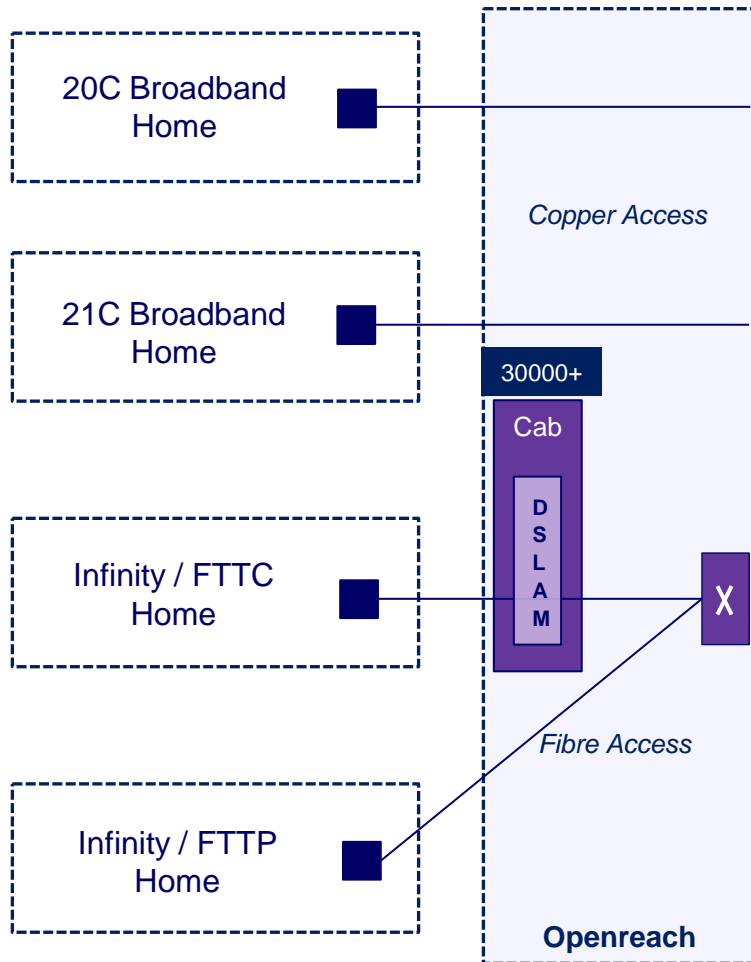 20C Broadband
Home
Copper Access
21C Broadband
Home
30000+
Cab
D
S
L
A
M
Infinity / FTTC
Home
X
Fibre Access
Infinity / FTTP
Home
Openreach